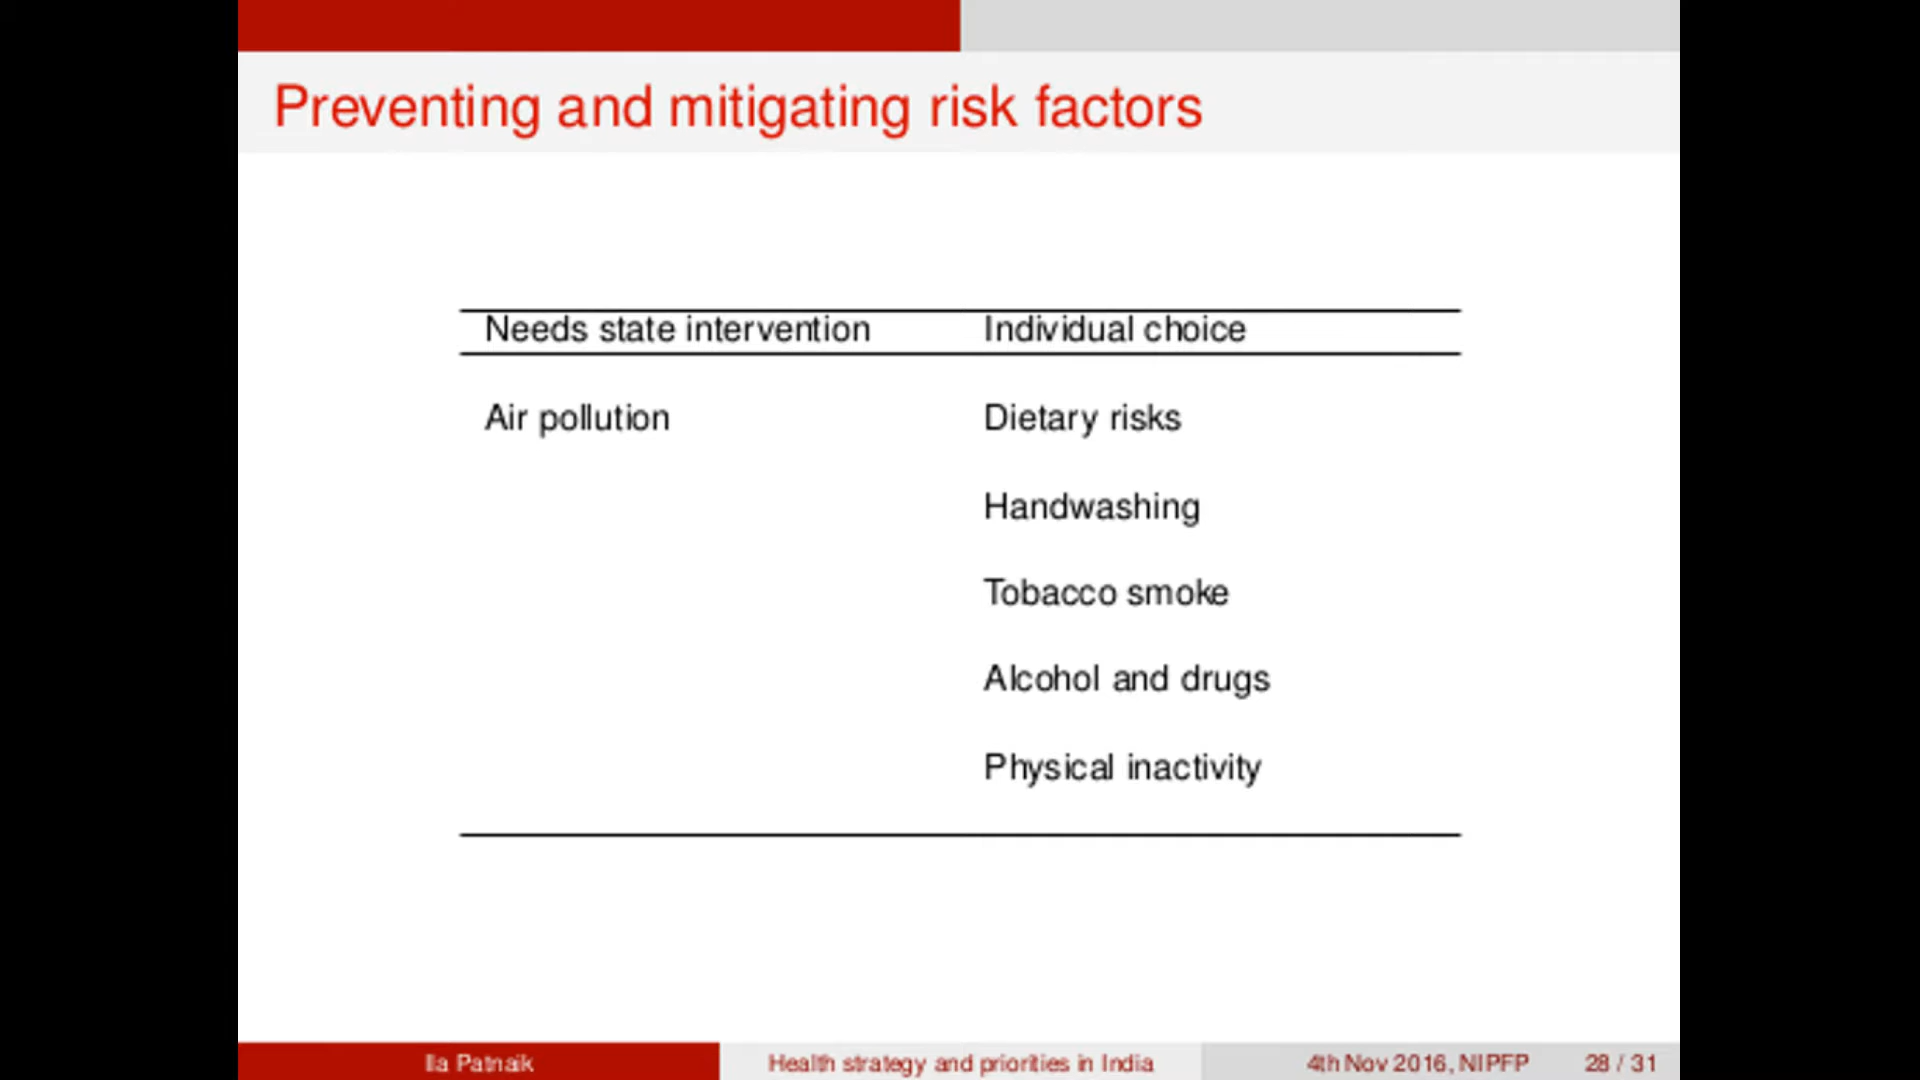 Preventing and mitigating risk factors
Needs state intervention Individual choice
Air pollution Dietary risks
Handwashing
Tobacco smoke
Alcohol and drugs
Physical inactivity
Ila Patnaik Health strategy and priorities in India 4th Nov 2016, NIPFP 28 / 31